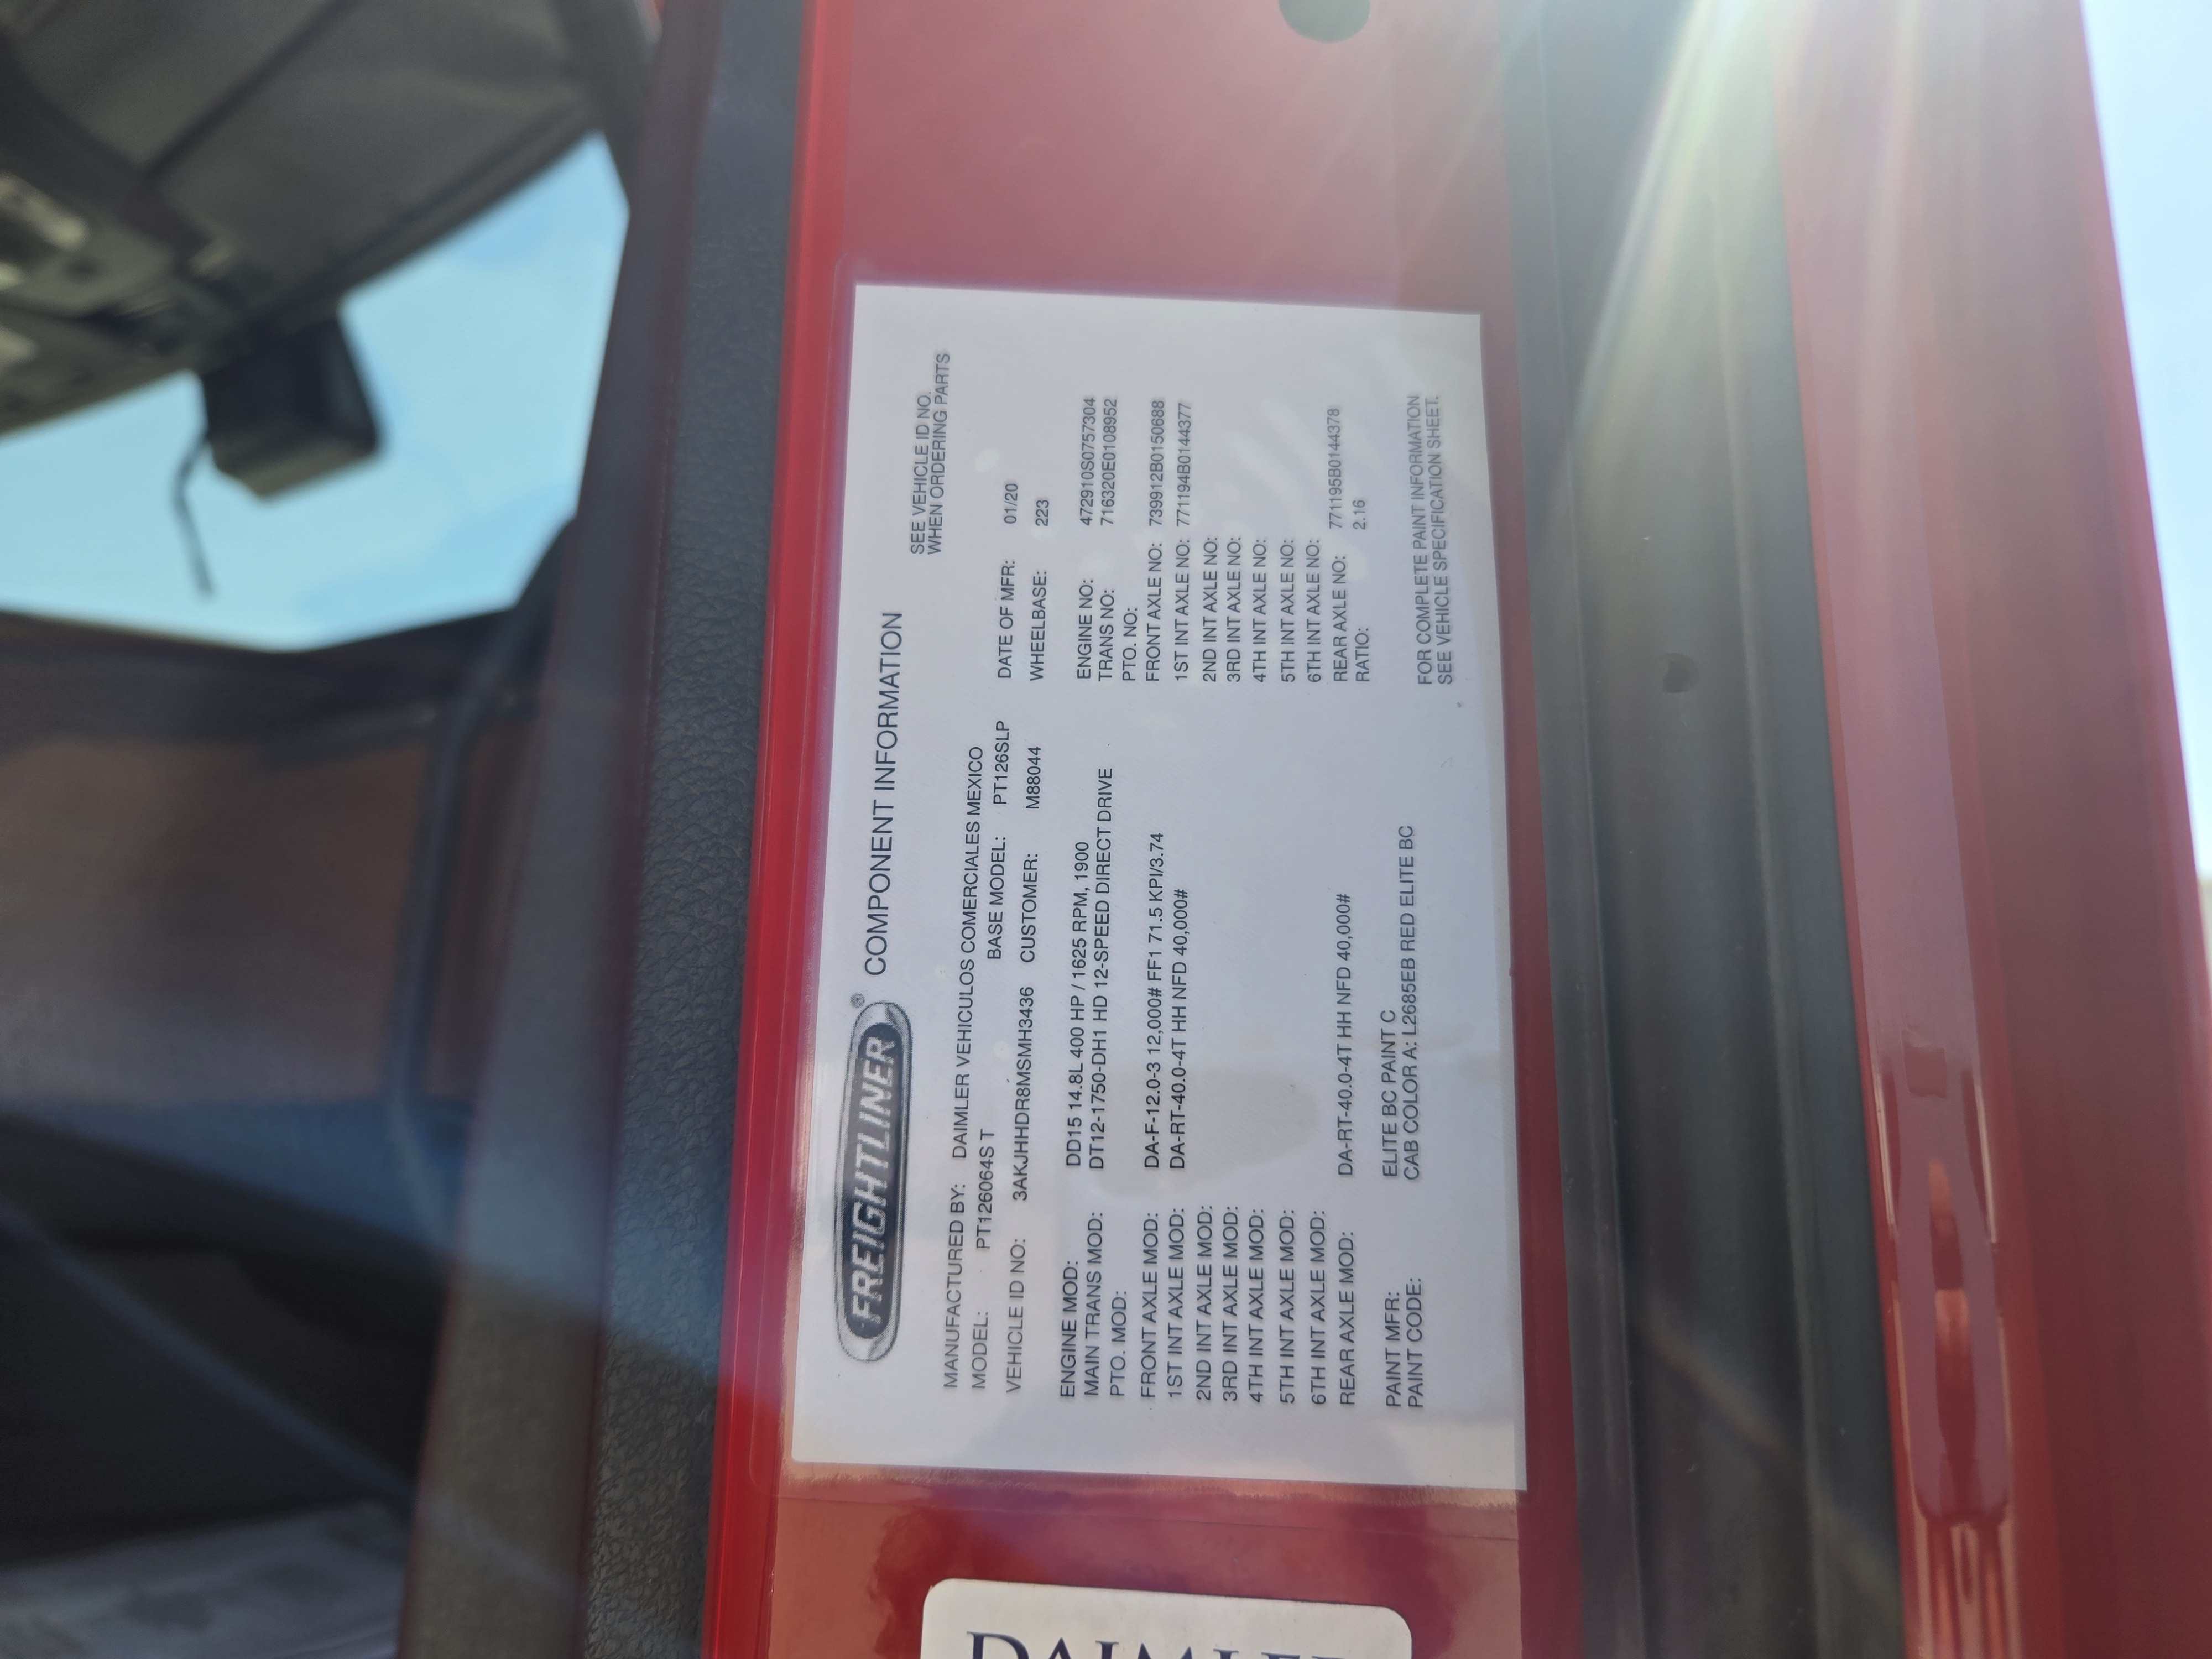 FREIGHTLINER® COMPONENT INFORMATION
SEE VEHICLE ID NO.
WHEN ORDERING PARTS
MANUFACTURED BY: DAIMLER VEHICULOS COMERCIALES MEXICO
MODEL: PT126064S T BASE MODEL: PT126SLP DATE OF MFR: 01/20
VEHICLE ID NO: 3AKJHHDR8MSMH3436 CUSTOMER: M88044 WHEELBASE: 223
ENGINE MOD: DD15 14.8L 400 HP / 1625 RPM, 1900 ENGINE NO: 472910S0757304
MAIN TRANS MOD: DT12-1750-DH1 HD 12-SPEED DIRECT DRIVE TRANS NO: 716320E0108952
PTO. MOD: PTO. NO:
FRONT AXLE MOD: DA-F-12.0-3 12,000# FF1 71.5 KPI/3.74 FRONT AXLE NO: 739912B0150688
1ST INT AXLE MOD: DA-RT-40.0-4T HH NFD 40,000# 1ST INT AXLE NO: 771194B0144377
2ND INT AXLE MOD: 2ND INT AXLE NO:
3RD INT AXLE MOD: 3RD INT AXLE NO:
4TH INT AXLE MOD: 4TH INT AXLE NO:
5TH INT AXLE MOD: 5TH INT AXLE NO:
6TH INT AXLE MOD: 6TH INT AXLE NO:
REAR AXLE MOD: DA-RT-40.0-4T HH NFD 40,000# REAR AXLE NO: 771195B0144378
RATIO: 2.16
PAINT MFR: ELITE BC PAINT C
PAINT CODE: CAB COLOR A: L2685EB RED ELITE BC
FOR COMPLETE PAINT INFORMATION
SEE VEHICLE SPECIFICATION SHEET.
DAIMLER